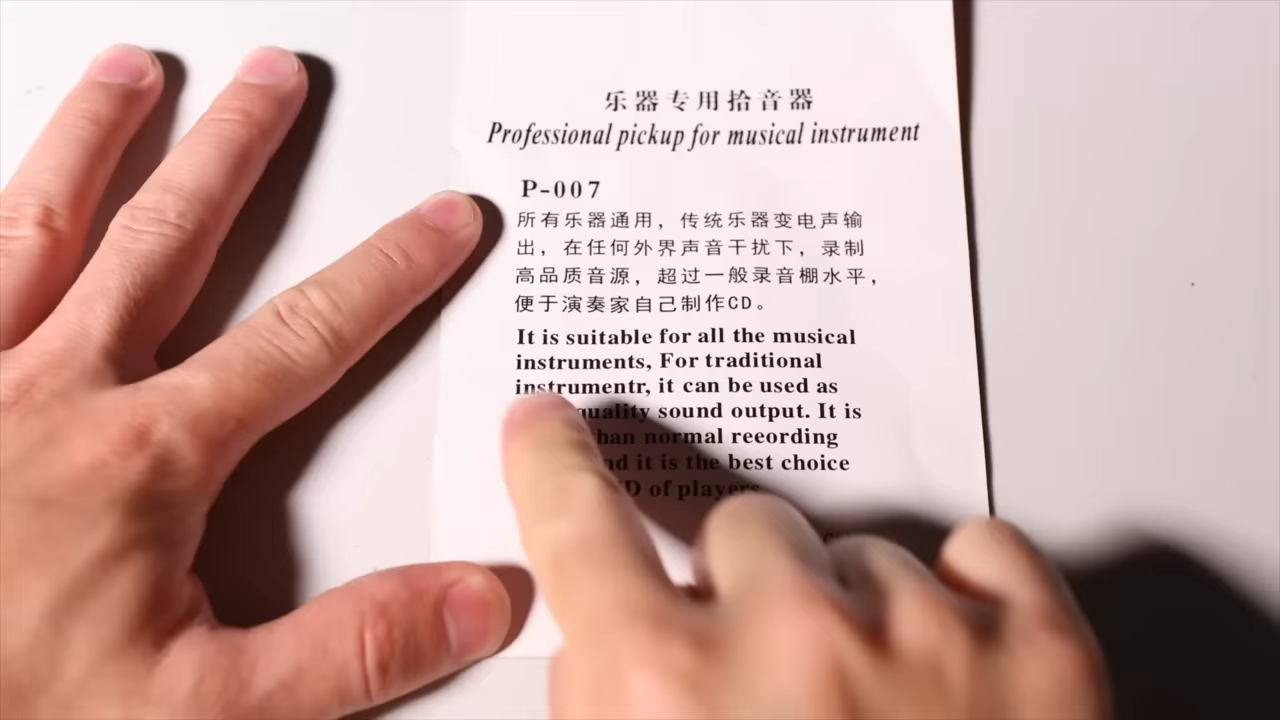 乐器专用拾音器
Professional pickup for musical instrument
P-007
所有乐器通用，传统乐器变电声输
出，在任何外界声音干扰下，录制
高品质音源，超过一般录音棚水平，
便于演奏家自己制作CD。
It is suitable for all the musical
instruments, For traditional
instrumentr, it can be used as
quality sound output. It is
normal reeording
it is the best choice
of players